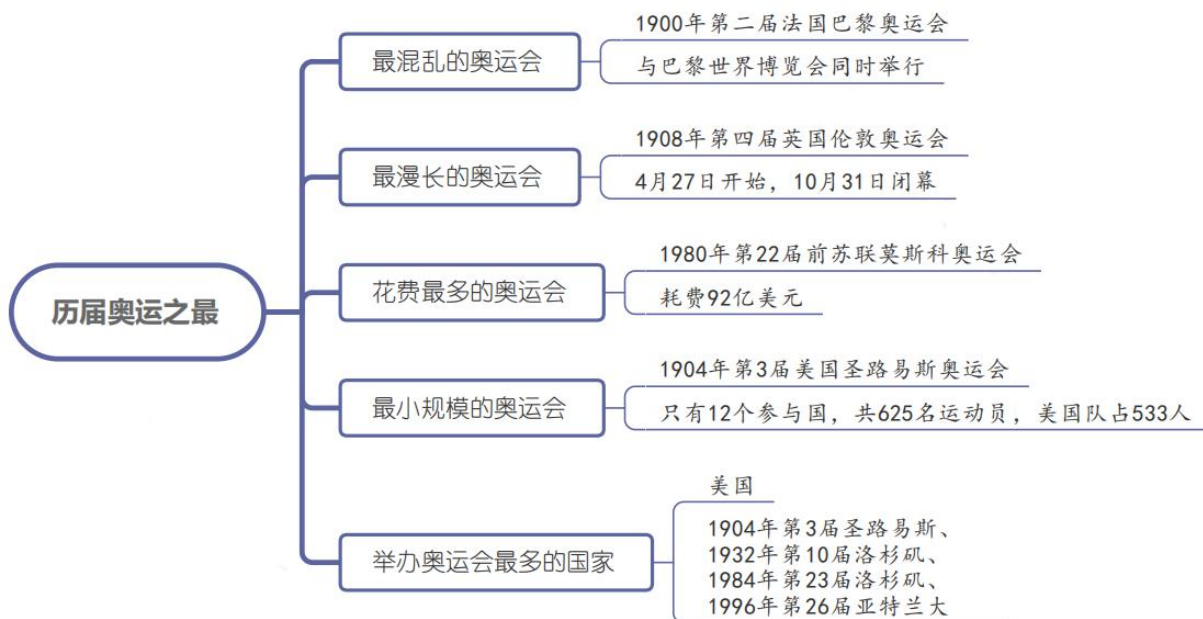 历届奥运之最
最混乱的奥运会
1900年第二届法国巴黎奥运会
与巴黎世界博览会同时举行
最漫长的奥运会
1908年第四届英国伦敦奥运会
4月27日开始，10月31日闭幕
花费最多的奥运会
1980年第22届前苏联莫斯科奥运会
耗费92亿美元
最小规模的奥运会
1904年第3届美国圣路易斯奥运会
只有12个参与国，共625名运动员，美国队占533人
举办奥运会最多的国家
美国
1904年第3届圣路易斯、
1932年第10届洛杉矶、
1984年第23届洛杉矶、
1996年第26届亚特兰大